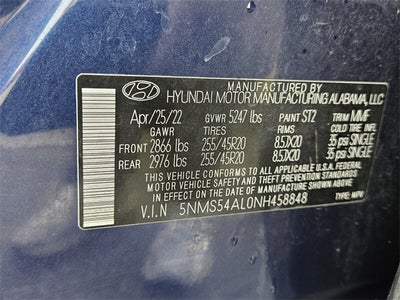 MANUFACTURED BY
HYUNDAI MOTOR MANUFACTURING ALABAMA, LLC
Apr/25/22 GVWR 5247 lbs PAINT ST2 TRIM MMF
GAWR TIRES RIMS COLD TIRE INF. PRES.
FRONT 2866 lbs 255/45R20 8.5JX20 35 psi SINGLE
REAR 2976 lbs 255/45R20 8.5JX20 35 psi SINGLE
THIS VEHICLE CONFORMS TO ALL APPLICABLE U.S.A. FEDERAL
MOTOR VEHICLE SAFETY AND THEFT PREVENTION STANDARDS
IN EFFECT ON THE DATE OF MANUFACTURE SHOWN ABOVE.
V.I.N 5NMS54AL0NH458848 TYPE: MPV